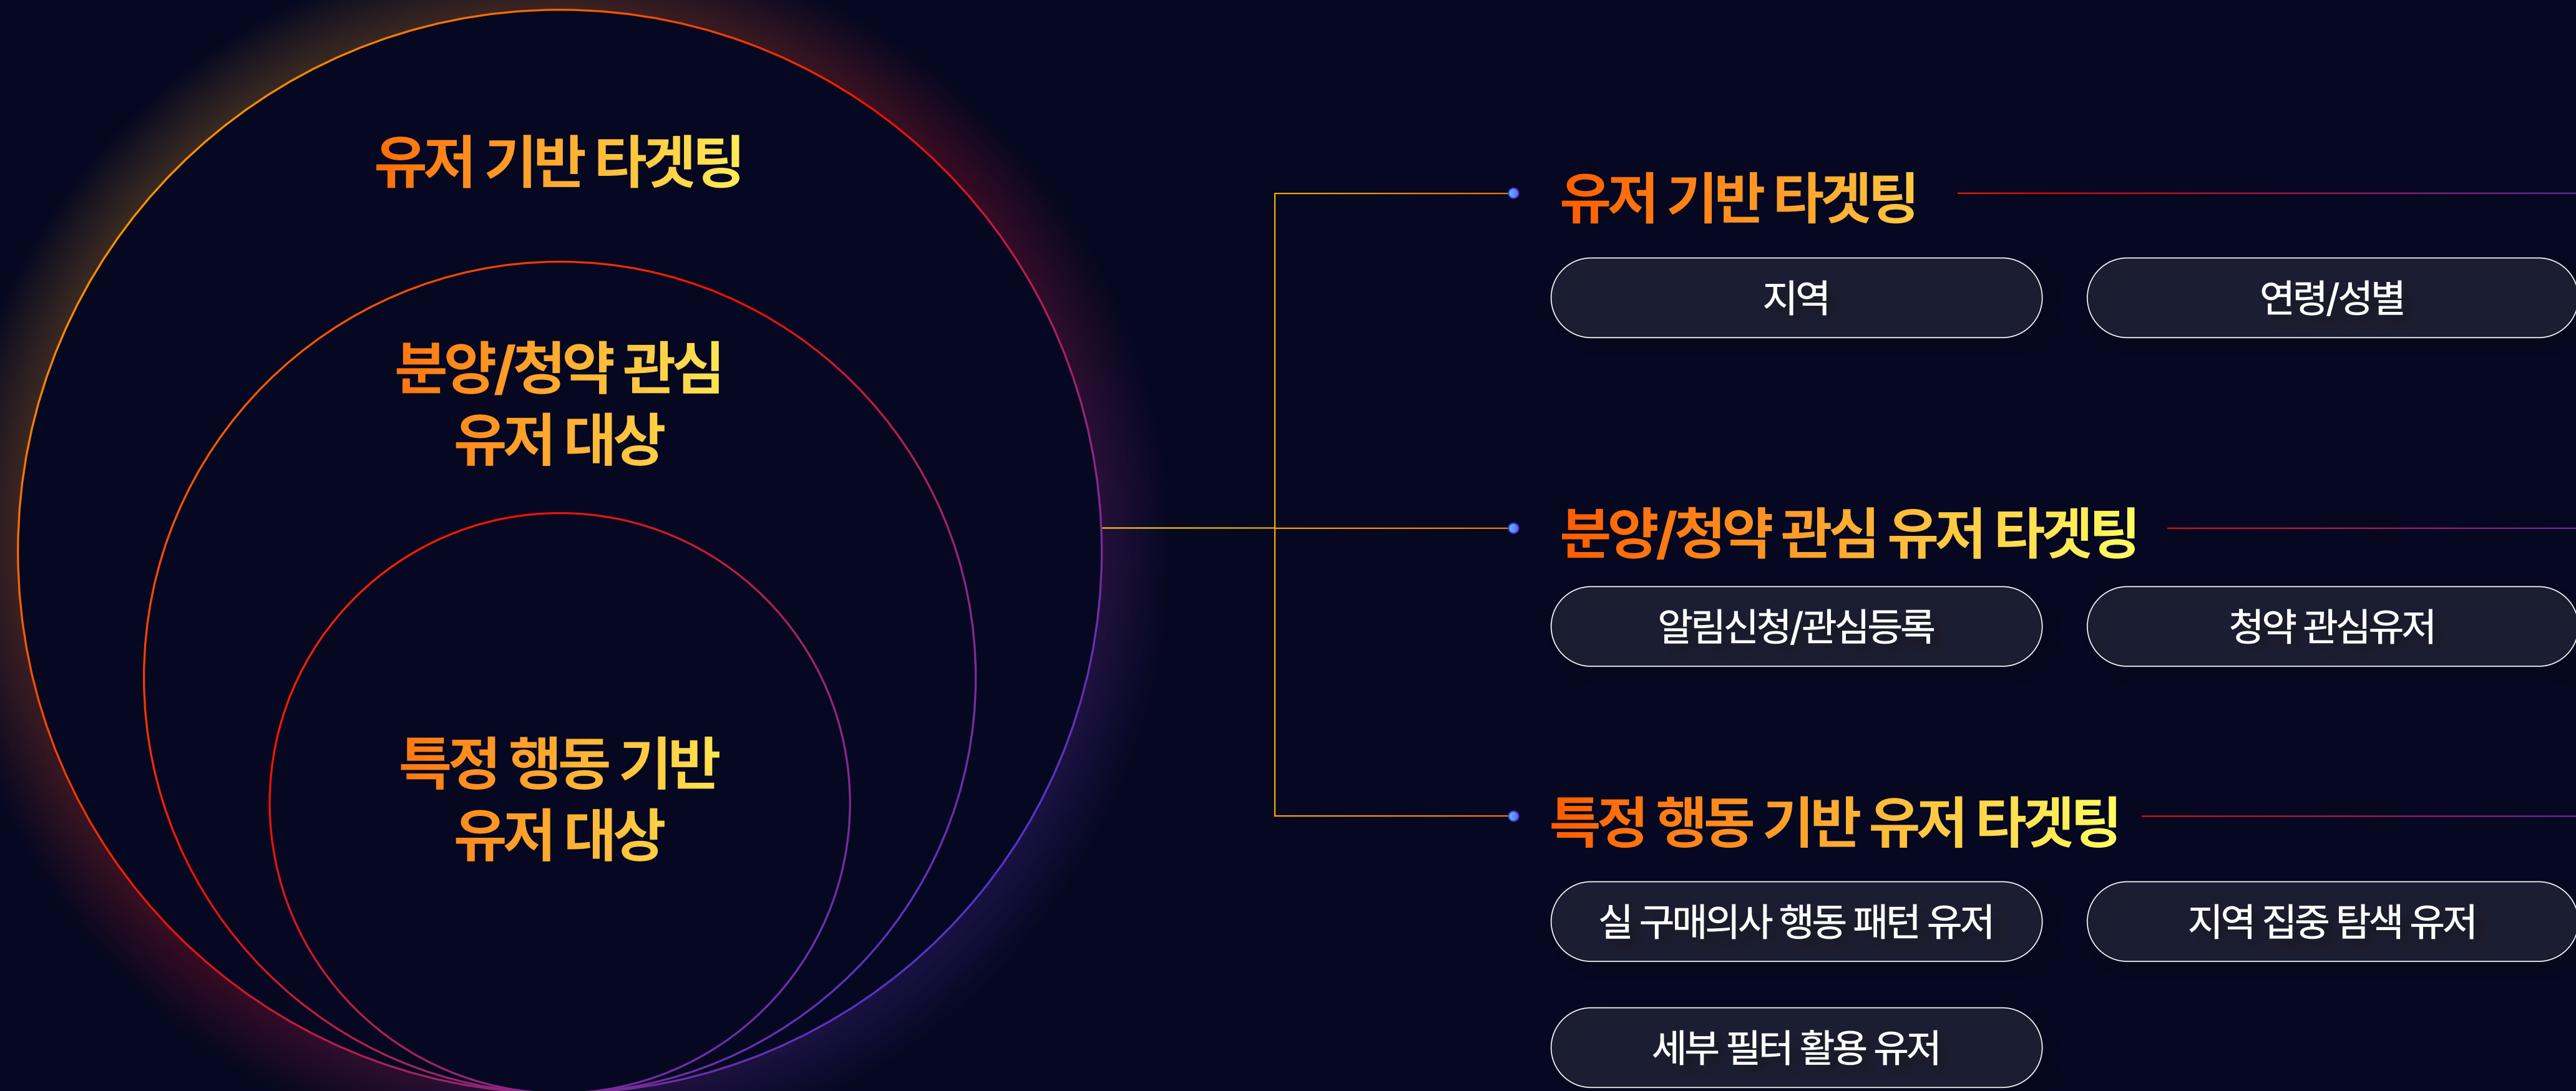 유저 기반 타겟팅
분양/청약 관심
유저 대상
특정 행동 기반
유저 대상
유저 기반 타겟팅
지역
연령/성별
분양/청약 관심 유저 타겟팅
알림신청/관심등록
청약 관심유저
특정 행동 기반 유저 타겟팅
실 구매의사 행동 패턴 유저
지역 집중 탐색 유저
세부 필터 활용 유저